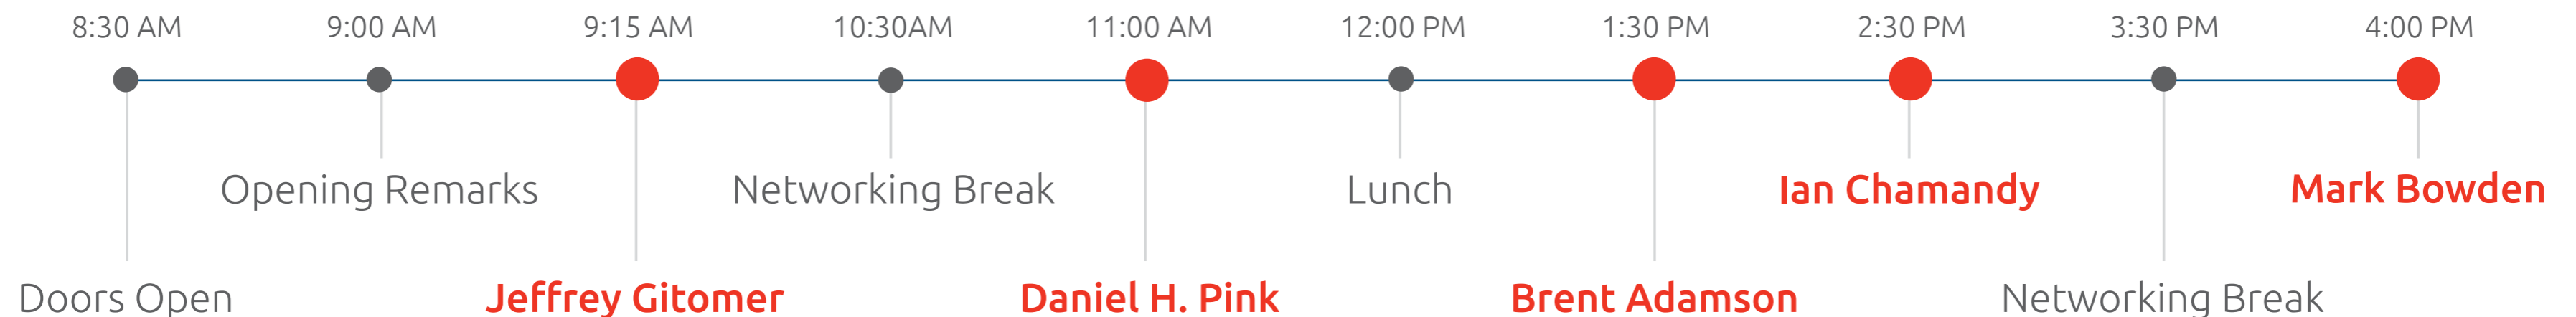 8:30 AM 9:00 AM 9:15 AM 10:30AM 11:00 AM 12:00 PM 1:30 PM 2:30 PM 3:30 PM 4:00 PM
Opening Remarks Networking Break Lunch Ian Chamandy Mark Bowden
Doors Open Jeffrey Gitomer Daniel H. Pink Brent Adamson Networking Break